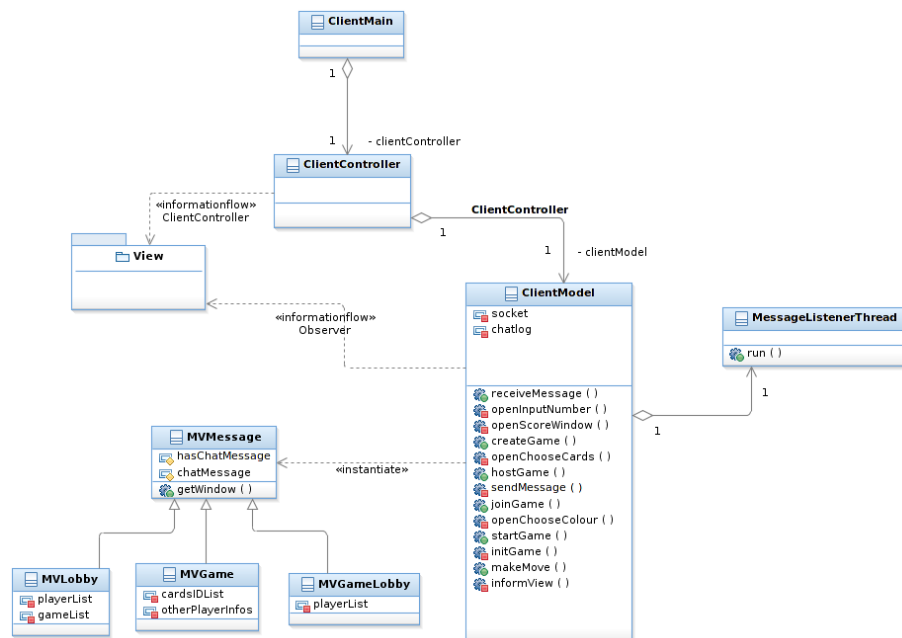 ClientMain
1
1
- clientController
ClientController
«informationflow»
ClientController
ClientController
1
1
- clientModel
View
«informationflow»
Observer
ClientModel
socket
chatlog
receiveMessage ( )
openInputNumber ( )
openScoreWindow ( )
createGame ( )
openChooseCards ( )
hostGame ( )
sendMessage ( )
joinGame ( )
openChooseColour ( )
startGame ( )
initGame ( )
makeMove ( )
informView ( )
MessageListenerThread
run ( )
1
1
MVMessage
hasChatMessage
chatMessage
getWindow ( )
«instantiate»
MVLobby
playerList
gameList
MVGame
cardsIDList
otherPlayerInfos
MVGameLobby
playerList